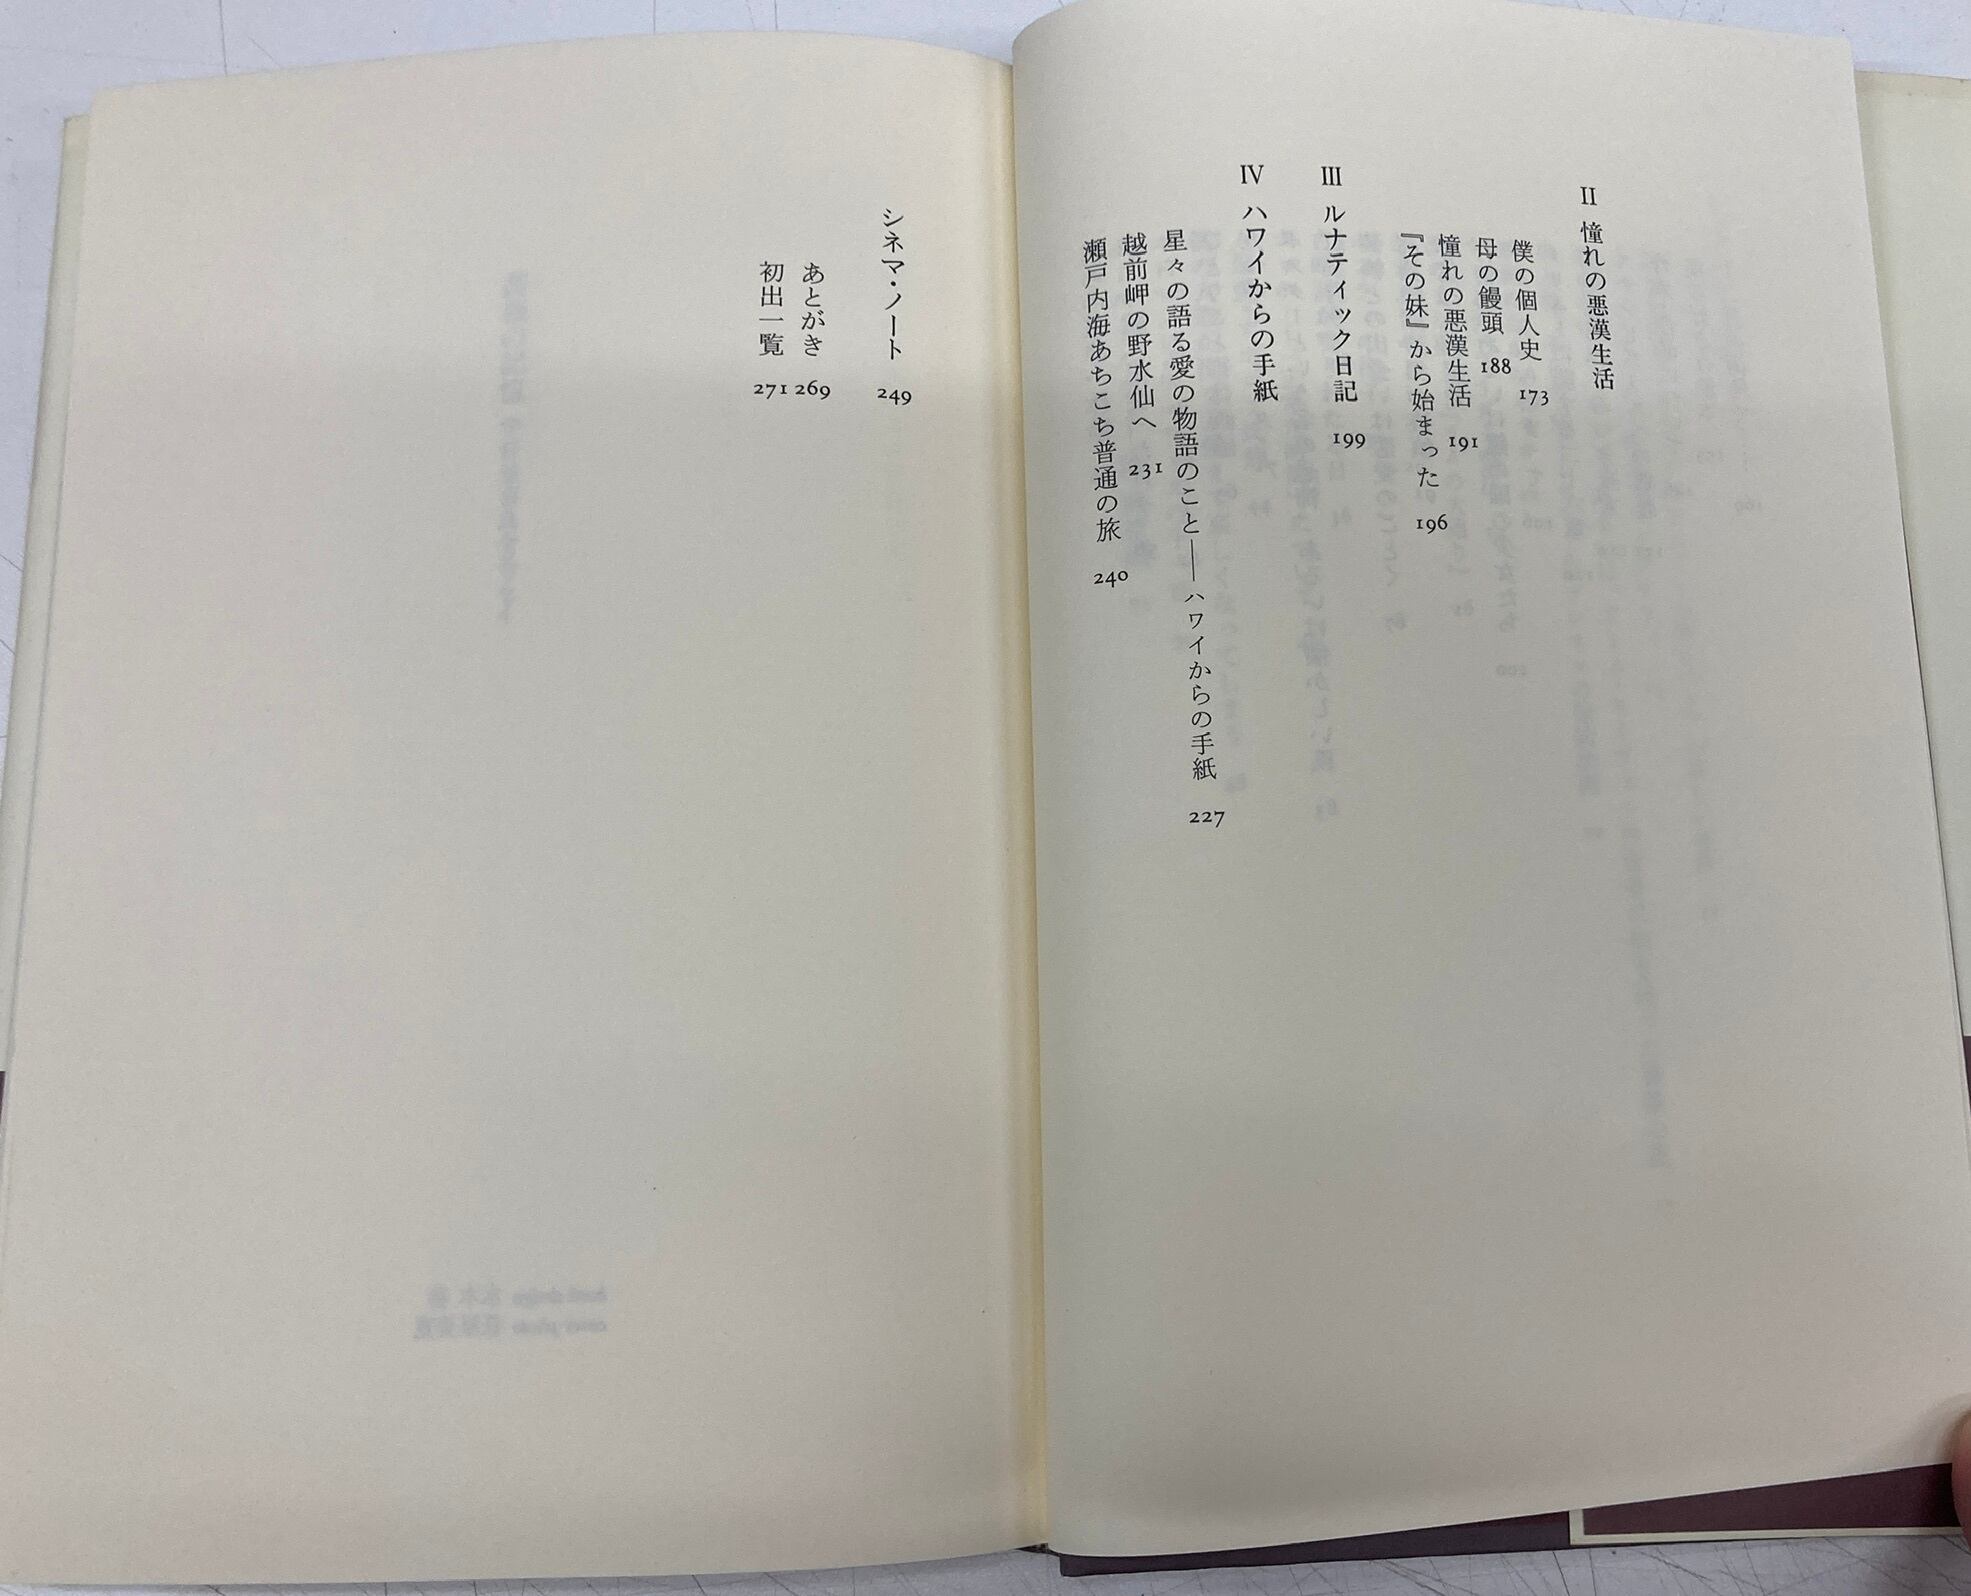 II 憧れの悪漢生活
僕の個人史 173
母の饅頭 188
憧れの悪漢生活 191
『その妹』から始まった 196
III ルナティック日記 199
IV ハワイからの手紙
星々の語る愛の物語のこと──ハワイからの手紙 227
越前岬の野水仙へ 231
瀬戸内海あちこち普通の旅 240
シネマ・ノート 249
あとがき 269
初出一覧 271